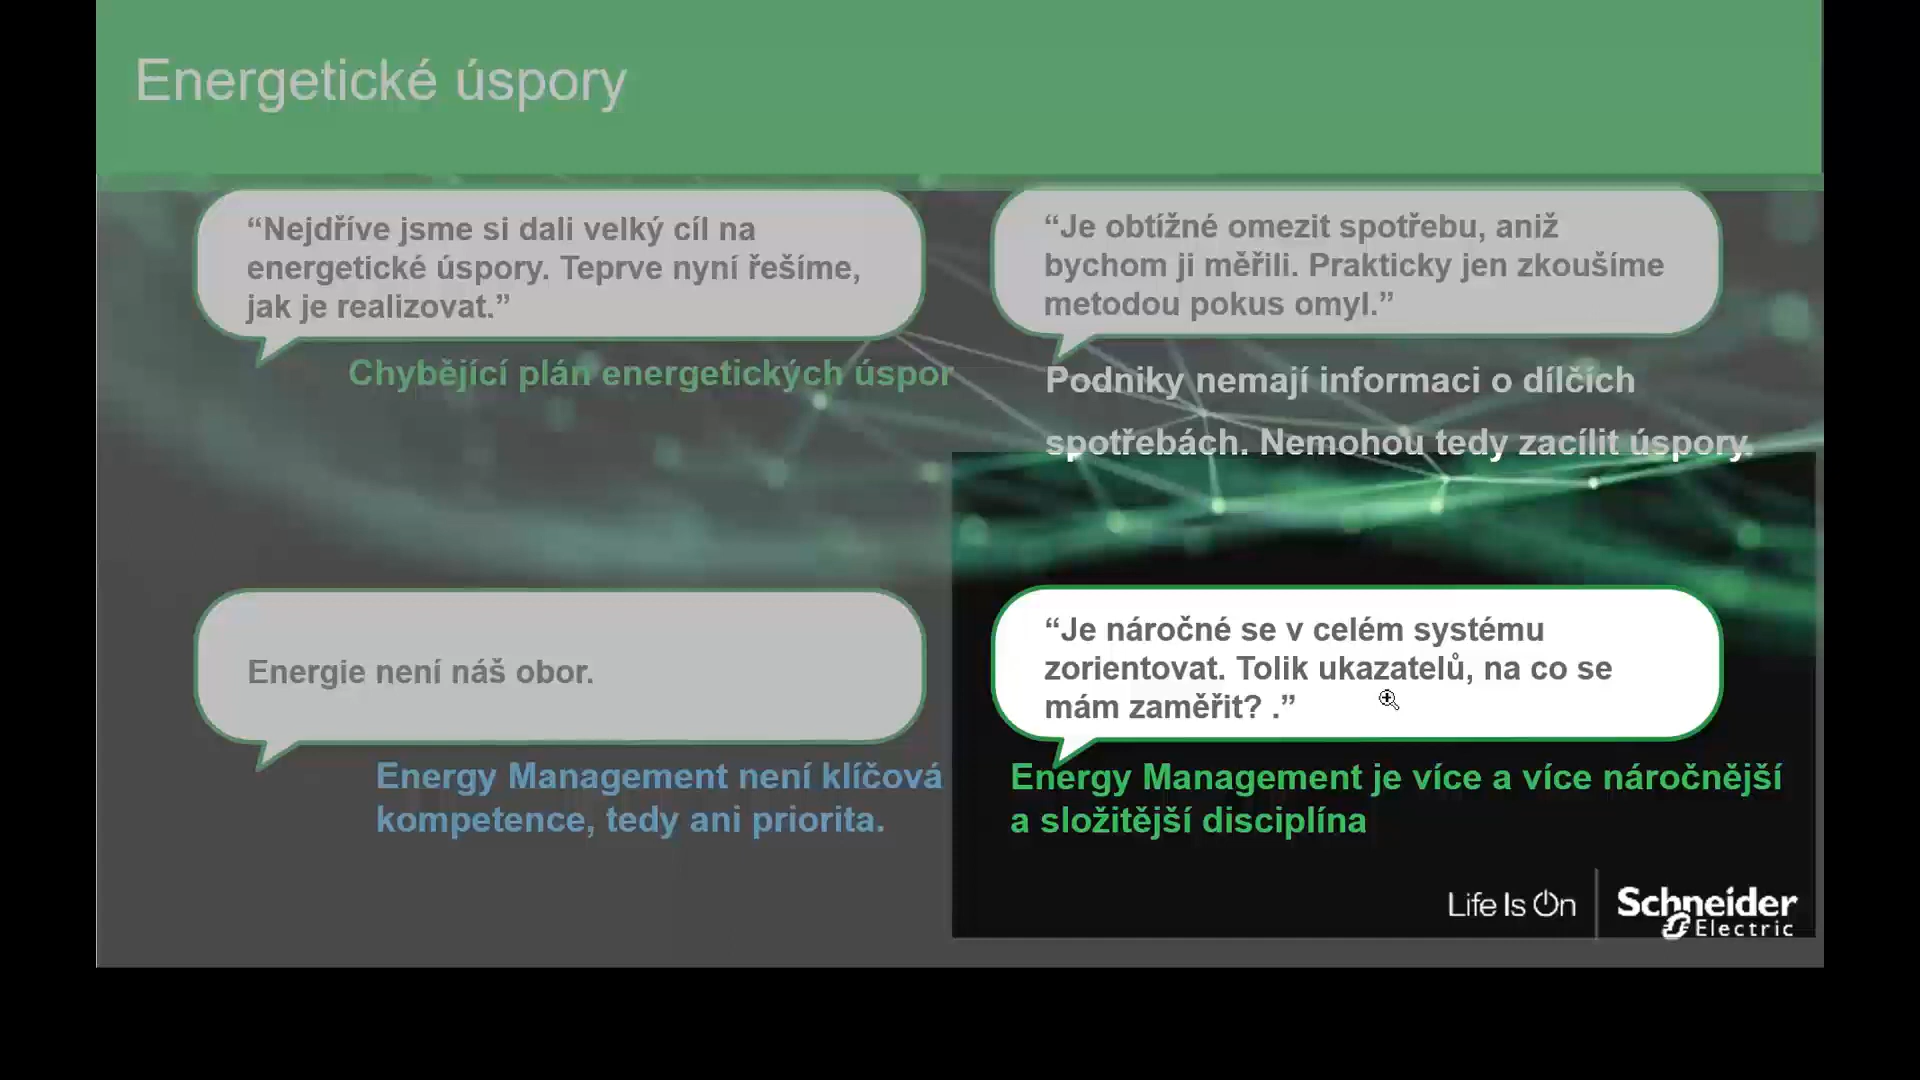 Energetické úspory
“Nejdříve jsme si dali velký cíl na
energetické úspory. Teprve nyní řešíme,
jak je realizovat.”
Chybějící plán energetických úspor
“Je obtížné omezit spotřebu, aniž
bychom ji měřili. Prakticky jen zkoušíme
metodou pokus omyl.”
Podniky nemají informaci o dílčích
spotřebách. Nemohou tedy zacílit úspory.
Energie není náš obor.
Energy Management není klíčová
kompetence, tedy ani priorita.
“Je náročné se v celém systému
zorientovat. Tolik ukazatelů, na co se
mám zaměřit? .”
Energy Management je více a více náročnější
a složitější disciplína
Life Is On
Schneider
Electric